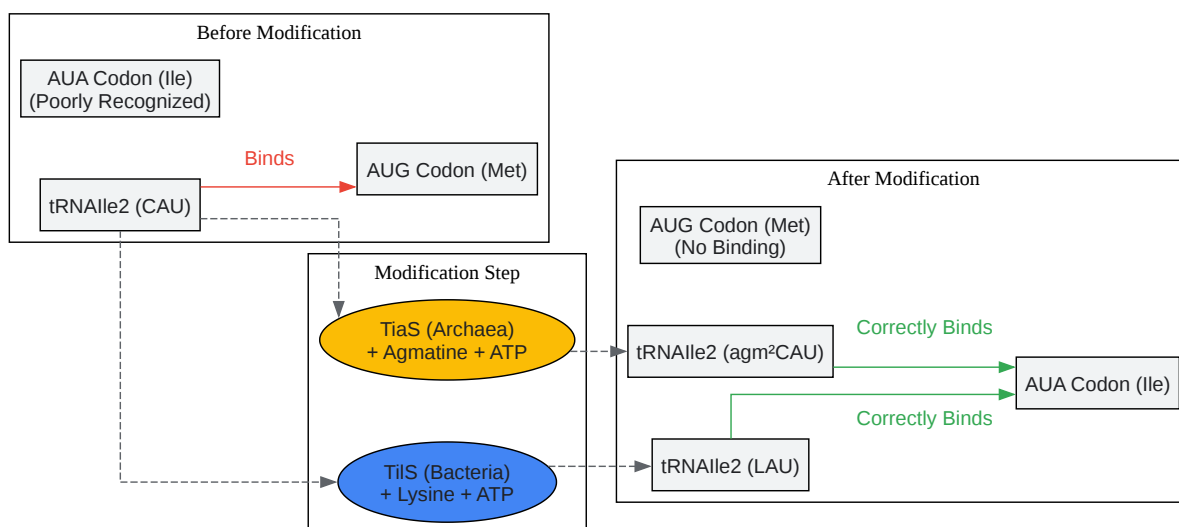 Before Modification
AUA Codon (Ile)
(Poorly Recognized)
Binds
AUG Codon (Met)
tRNAIle2 (CAU)
Modification Step
TiaS (Archaea)
+ Agmatine + ATP
TilS (Bacteria)
+ Lysine + ATP
After Modification
AUG Codon (Met)
(No Binding)
tRNAIle2 (agm²CAU)
Correctly Binds
AUA Codon (Ile)
Correctly Binds
tRNAIle2 (LAU)